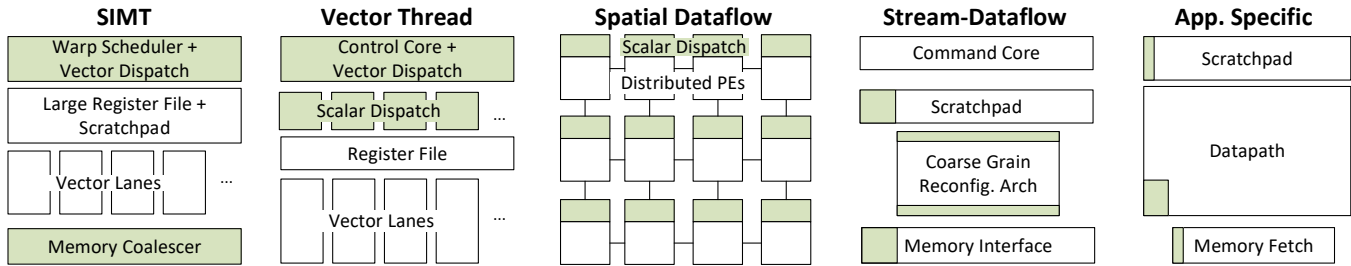 SIMT
Warp Scheduler +
Vector Dispatch
Large Register File +
Scratchpad
Vector Lanes
...
Memory Coalescer
Vector Thread
Control Core +
Vector Dispatch
Scalar Dispatch
...
Register File
Vector Lanes
...
Spatial Dataflow
Scalar Dispatch
Distributed PEs
Stream-Dataflow
Command Core
Scratchpad
Coarse Grain
Reconfig. Arch
Memory Interface
App. Specific
Scratchpad
Datapath
Memory Fetch